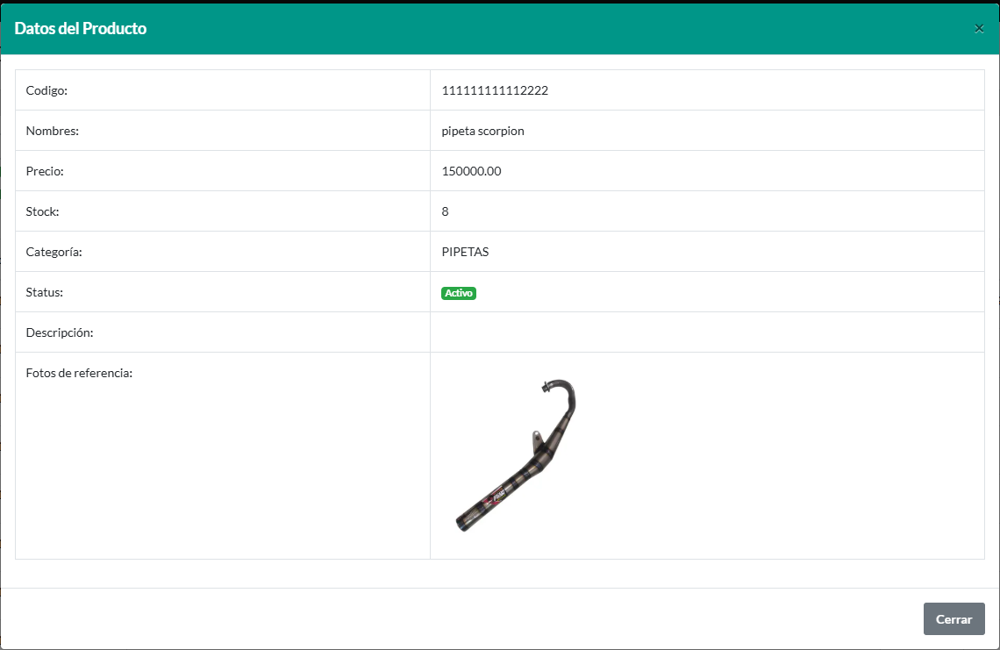 Datos del Producto
×
Codigo: 111111111112222
Nombres: pipeta scorpion
Precio: 150000.00
Stock: 8
Categoría: PIPETAS
Status: Activo
Descripción:
Fotos de referencia:
Cerrar